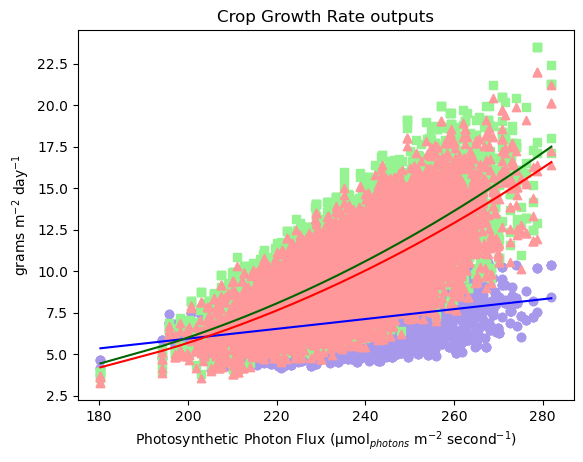 Crop Growth Rate outputs
22.5
20.0
17.5
15.0
12.5
10.0
7.5
5.0
2.5
grams m⁻² day⁻¹
180 200 220 240 260 280
Photosynthetic Photon Flux (μmol_photons m⁻² second⁻¹)